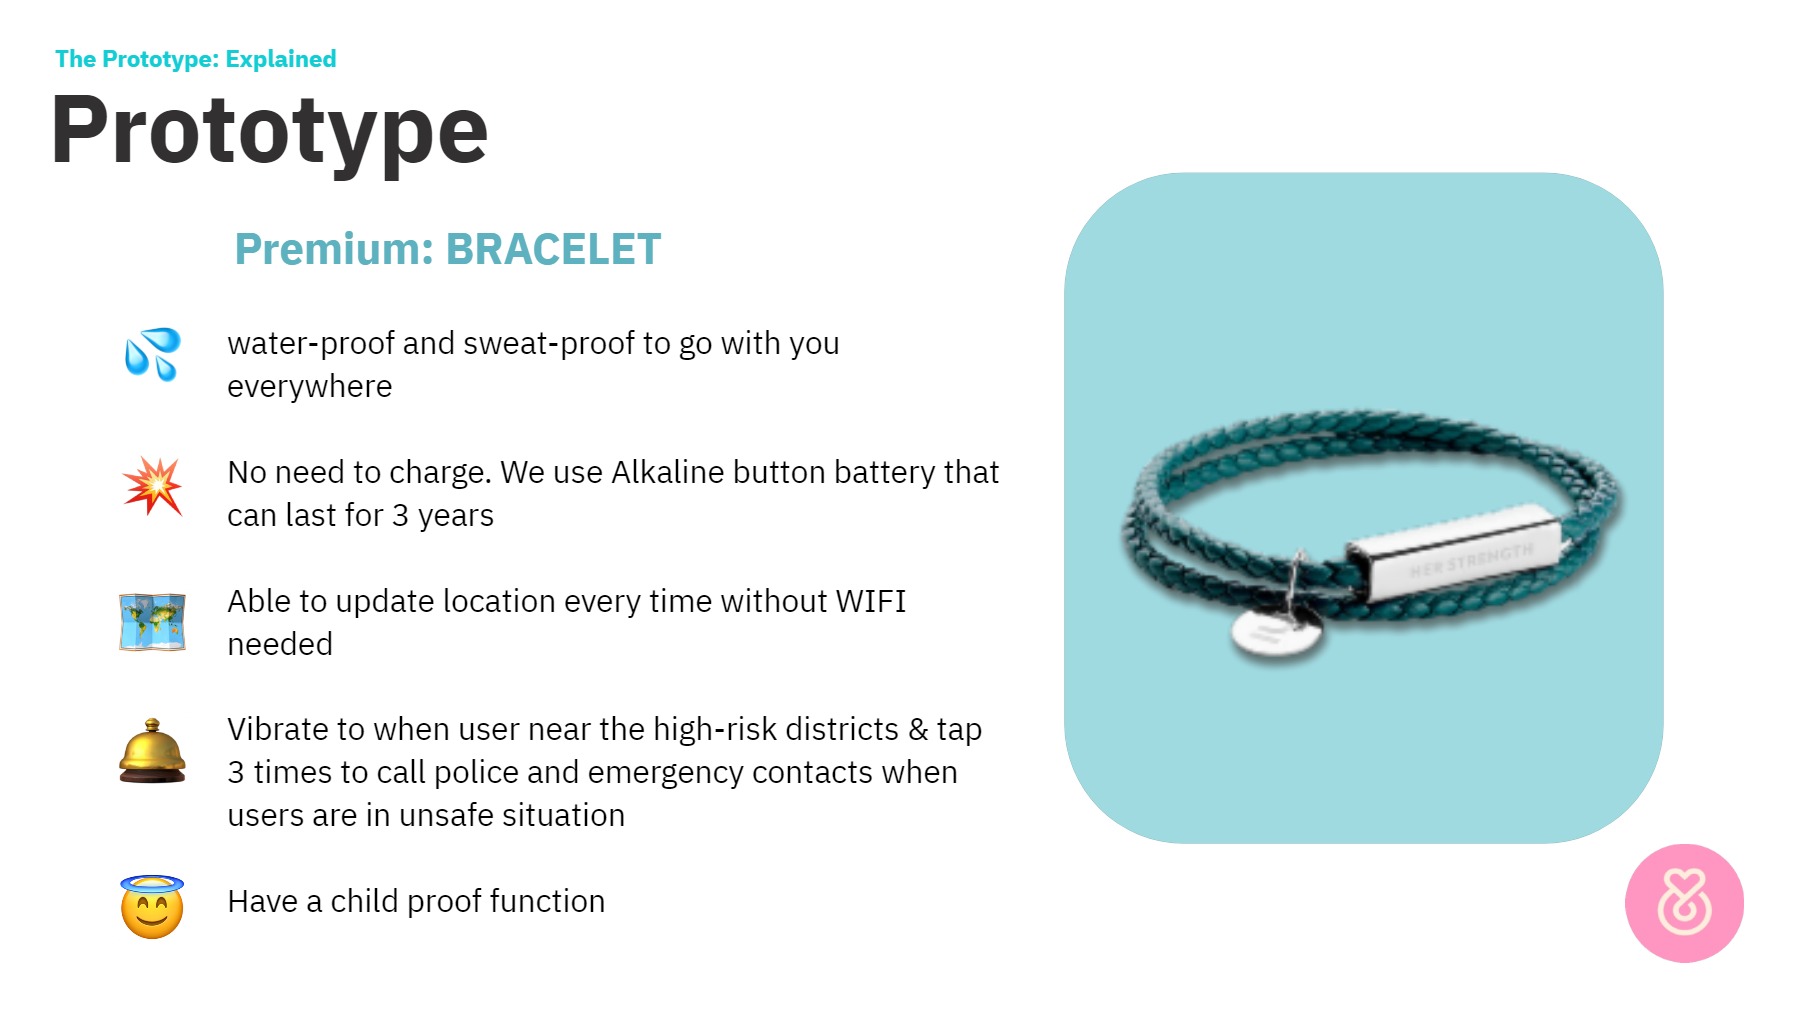 The Prototype: Explained
Prototype
Premium: BRACELET
water-proof and sweat-proof to go with you
everywhere
No need to charge. We use Alkaline button battery that
can last for 3 years
Able to update location every time without WIFI
needed
Vibrate to when user near the high-risk districts & tap
3 times to call police and emergency contacts when
users are in unsafe situation
Have a child proof function
HER STRENGTH